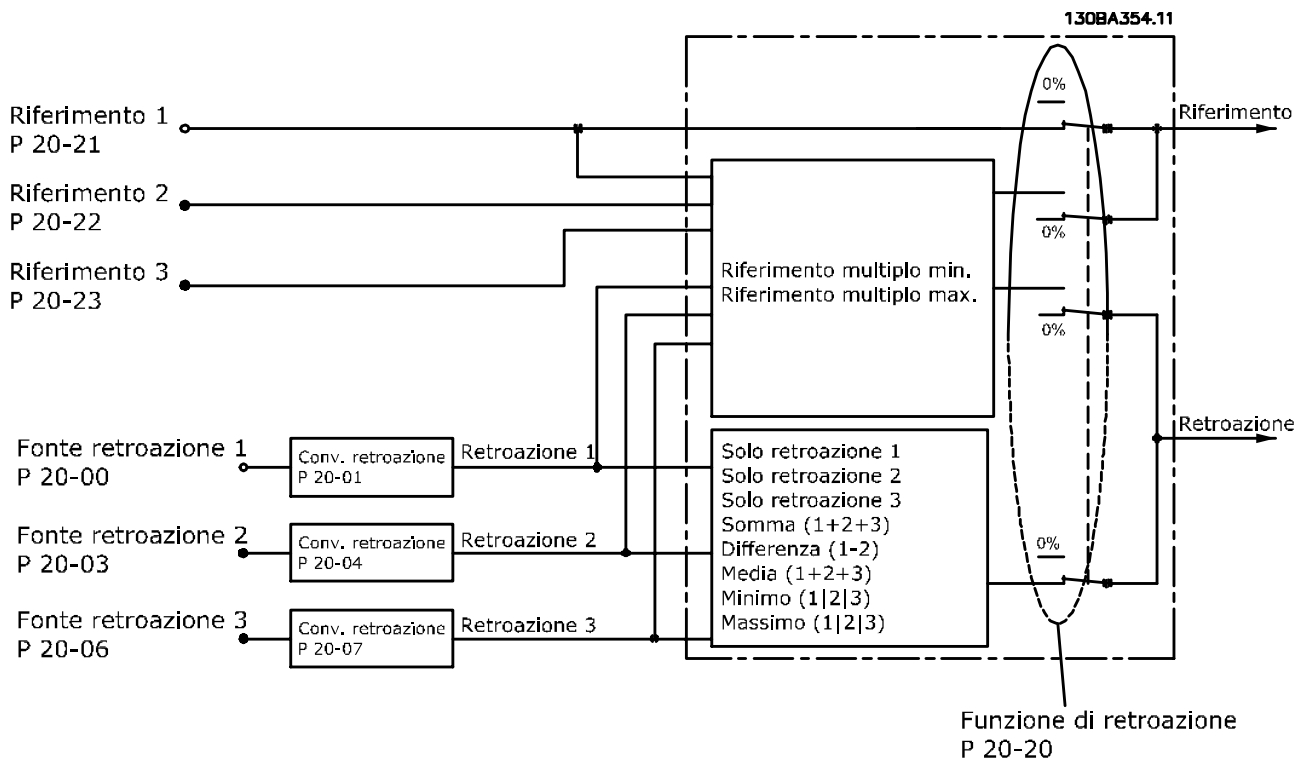 130BA354.11
0%
Riferimento 1
P 20-21
Riferimento
Riferimento 2
P 20-22
0%
Riferimento 3
P 20-23
Riferimento multiplo min.
Riferimento multiplo max.
0%
Retroazione
Fonte retroazione 1
P 20-00
Conv. retroazione
P 20-01
Retroazione 1
Solo retroazione 1
Solo retroazione 2
Solo retroazione 3
Somma (1+2+3)
Differenza (1-2)
Media (1+2+3)
Minimo (1|2|3)
Massimo (1|2|3)
0%
Fonte retroazione 2
P 20-03
Conv. retroazione
P 20-04
Retroazione 2
Fonte retroazione 3
P 20-06
Conv. retroazione
P 20-07
Retroazione 3
Funzione di retroazione
P 20-20